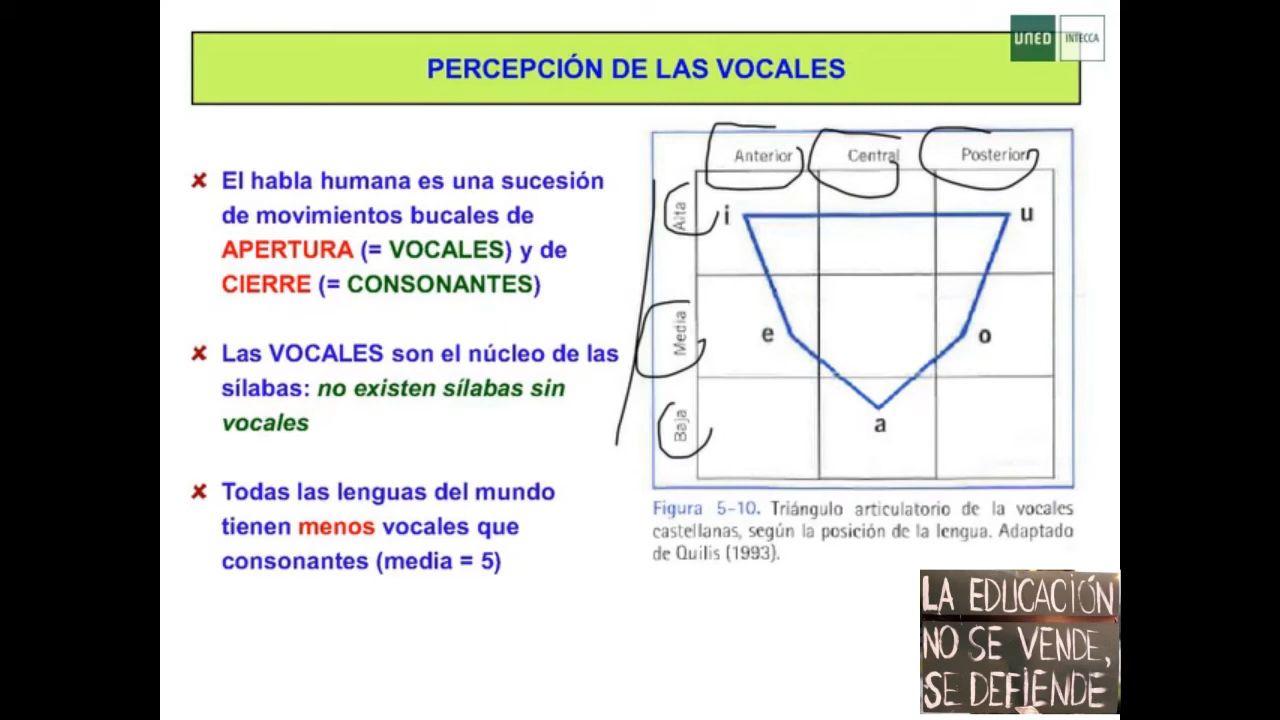 UNED INTECCA
PERCEPCIÓN DE LAS VOCALES
✘ El habla humana es una sucesión
de movimientos bucales de
APERTURA (= VOCALES) y de
CIERRE (= CONSONANTES)
✘ Las VOCALES son el núcleo de las
sílabas: no existen sílabas sin
vocales
✘ Todas las lenguas del mundo
tienen menos vocales que
consonantes (media = 5)
Anterior Central Posterior
Alta
i u
Media
e o
Baja
a
Figura 5-10. Triángulo articulatorio de la vocales
castellanas, según la posición de la lengua. Adaptado
de Quilis (1993).
LA EDUCACIÓN
NO SE VENDE,
SE DEFIENDE